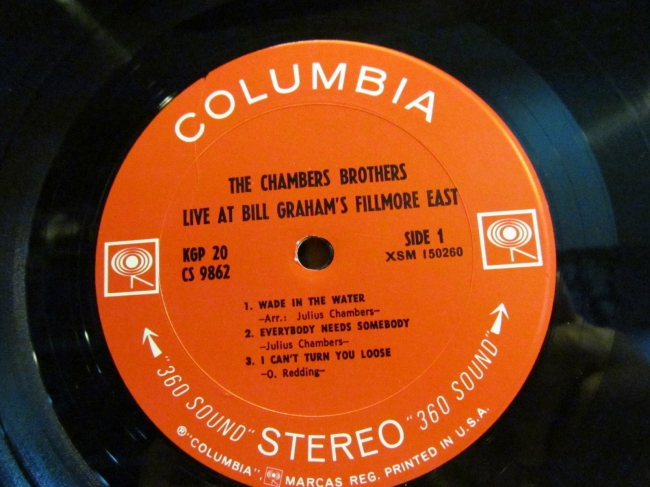 COLUMBIA
THE CHAMBERS BROTHERS
LIVE AT BILL GRAHAM'S FILLMORE EAST
KGP 20
CS 9862
SIDE 1
XSM 150260
1. WADE IN THE WATER
-Arr.: Julius Chambers-
2. EVERYBODY NEEDS SOMEBODY
-Julius Chambers-
3. I CAN'T TURN YOU LOOSE
-O. Redding-
"360 SOUND" STEREO "360 SOUND"
®"COLUMBIA", MARCAS REG. PRINTED IN U.S.A.